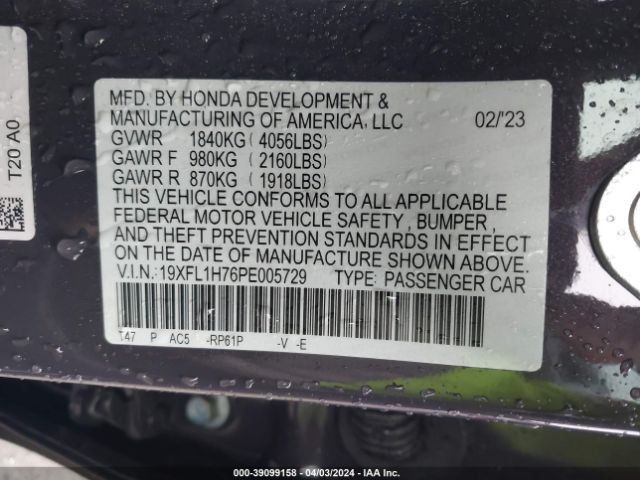 T20 A0
MFD. BY HONDA DEVELOPMENT &
MANUFACTURING OF AMERICA, LLC 02/'23
GVWR 1840KG (4056LBS)
GAWR F 980KG (2160LBS)
GAWR R 870KG (1918LBS)
THIS VEHICLE CONFORMS TO ALL APPLICABLE
FEDERAL MOTOR VEHICLE SAFETY, BUMPER,
AND THEFT PREVENTION STANDARDS IN EFFECT
ON THE DATE OF MANUFACTURE SHOWN ABOVE.
V.I.N.:19XFL1H76PE005729 TYPE: PASSENGER CAR
T47 P AC5 -RP61P -V -E
000-39099158 - 04/03/2024 - IAA Inc.